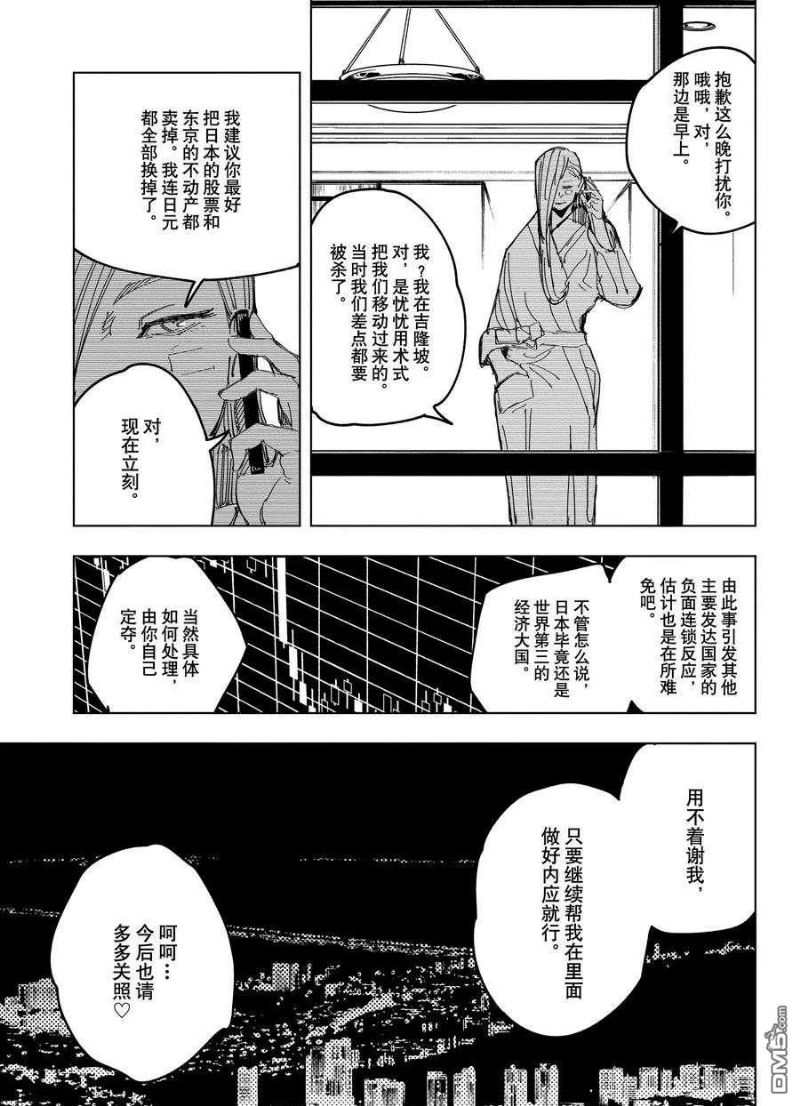 抱歉这么晚打扰你。
哦哦，对，
那边是早上。
我？我在吉隆坡。
对，是忧忧用术式
把我们移动过来的。
当时我们差点都要
被杀了。
我建议你最好
把日本的股票和
东京的不动产都
卖掉。我连日元
都全部换掉了。
对，
现在立刻。
由此事引发其他
主要发达国家的
负面连锁反应，
估计也是在所难
免吧。
不管怎么说，
日本毕竟还是
世界第三的
经济大国。
当然具体
如何处理，
由你自己
定夺。
用不着谢我，
只要继续帮我在里面
做好内应就行。
呵呵…
今后也请
多多关照
♡
DM5.com